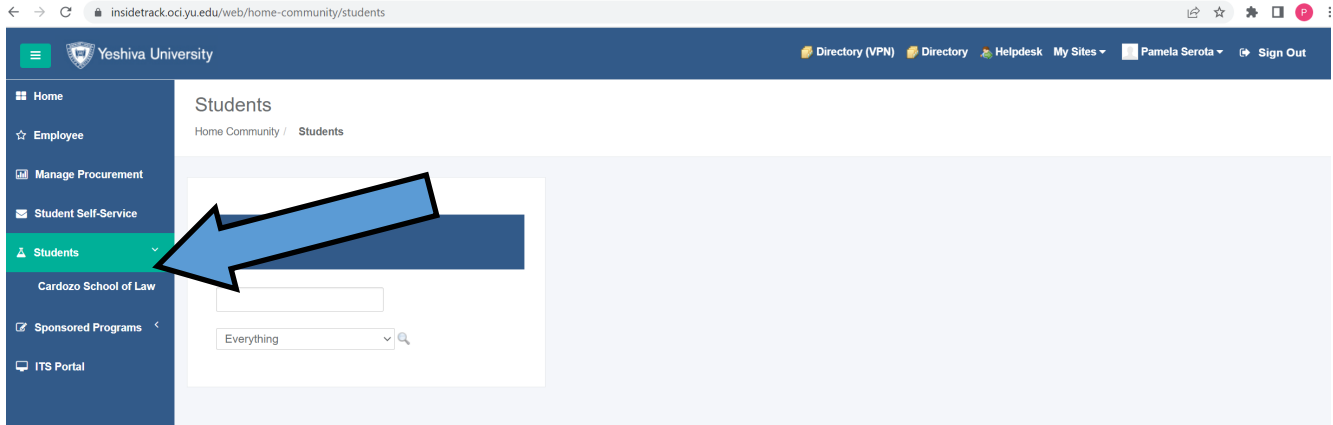 insidetrack.oci.yu.edu/web/home-community/students
P
Yeshiva University
Directory (VPN) Directory Helpdesk My Sites Pamela Serota Sign Out
Home
Employee
Manage Procurement
Student Self-Service
Students
Cardozo School of Law
Sponsored Programs
ITS Portal
Students
Home Community / Students
Everything